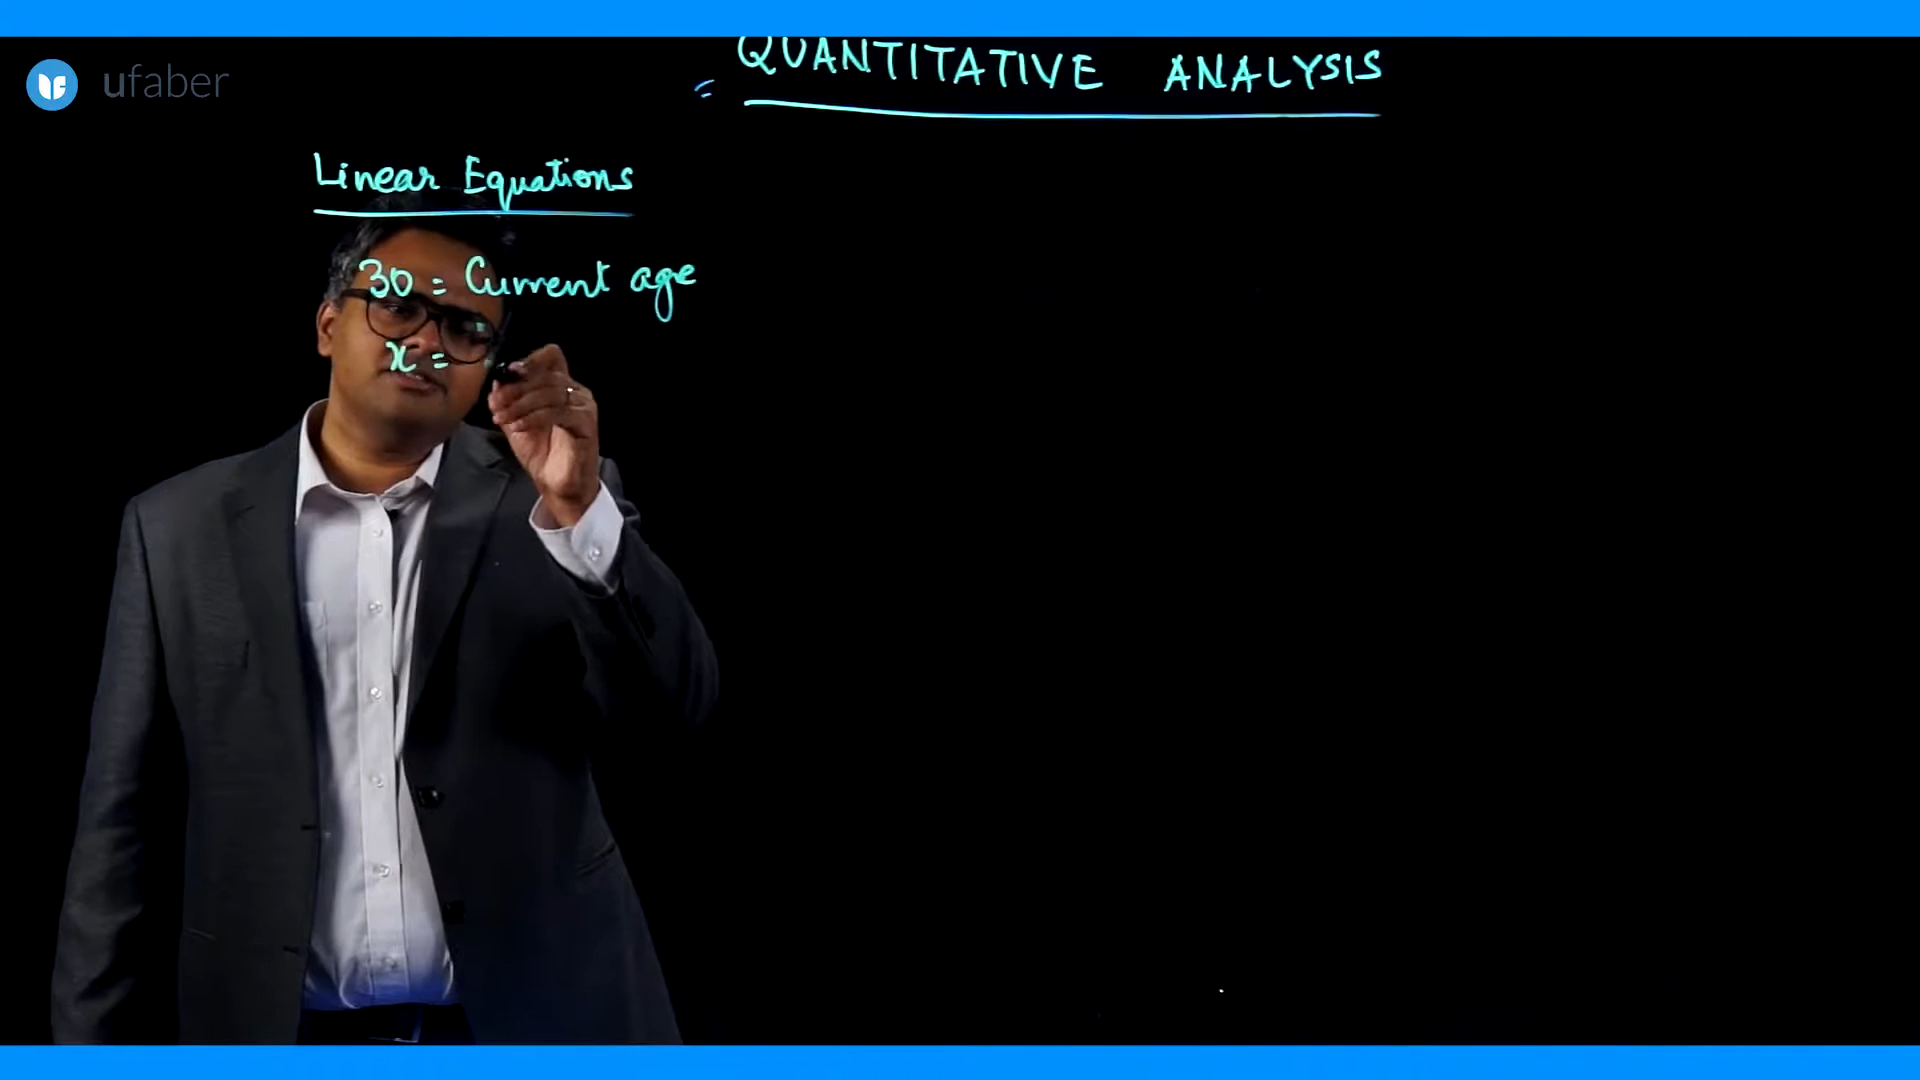 QUANTITATIVE ANALYSIS
ufaber
Linear Equations
30 = Current age
x =